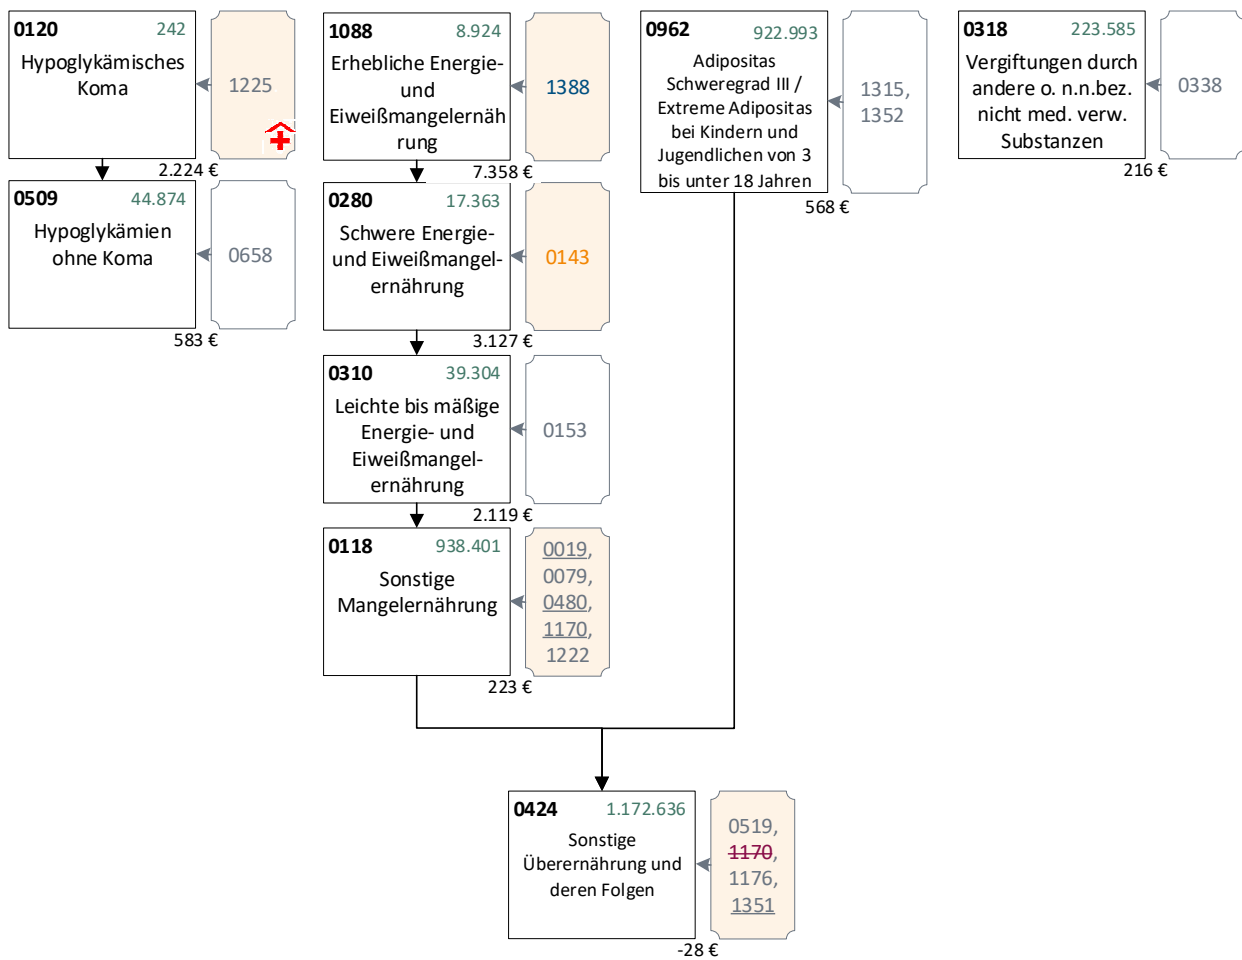 0120 242
Hypoglykämisches
Koma
1225
2.224 €
0509 44.874
Hypoglykämien
ohne Koma
0658
583 €
1088 8.924
Erhebliche Energie-
und
Eiweißmangelernäh
rung
1388
7.358 €
0280 17.363
Schwere Energie-
und Eiweißmangel-
ernährung
0143
3.127 €
0310 39.304
Leichte bis mäßige
Energie- und
Eiweißmangel-
ernährung
0153
2.119 €
0118 938.401
Sonstige
Mangelernährung
0019,
0079,
0480,
1170,
1222
223 €
0962 922.993
Adipositas
Schweregrad III /
Extreme Adipositas
bei Kindern und
Jugendlichen von 3
bis unter 18 Jahren
1315,
1352
568 €
0318 223.585
Vergiftungen durch
andere o. n.n.bez.
nicht med. verw.
Substanzen
0338
216 €
0424 1.172.636
Sonstige
Überernährung und
deren Folgen
0519,
1170,
1176,
1351
-28 €